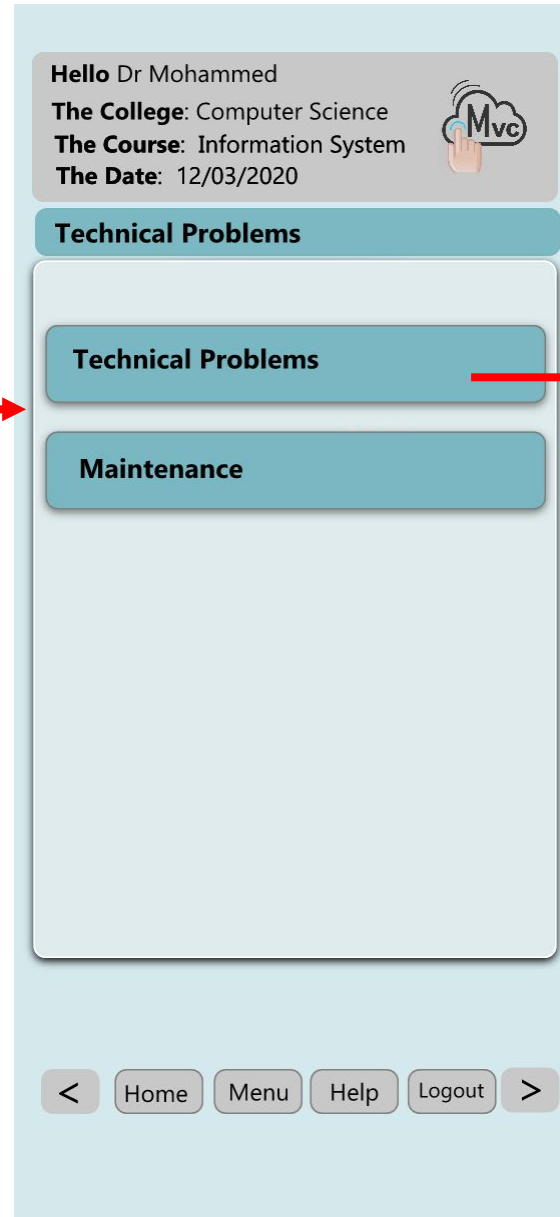 Hello Dr Mohammed
The College: Computer Science
The Course: Information System
The Date: 12/03/2020
Mvc
Technical Problems
Technical Problems
Maintenance
< Home Menu Help Logout >